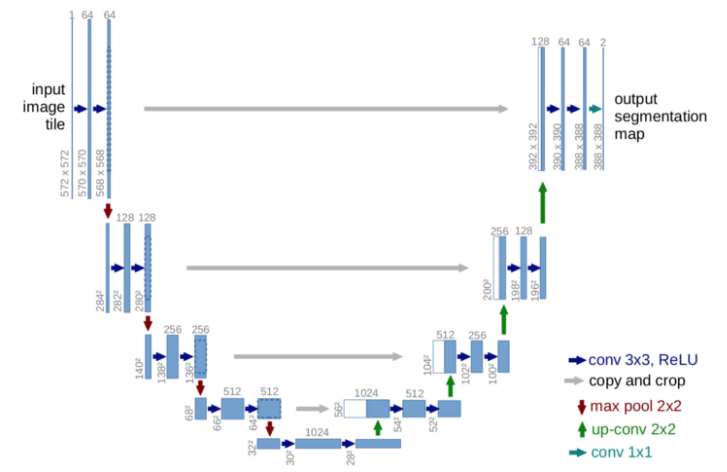 1 64 64
128 64 64 2
input
image
tile
output
segmentation
map
572 x 572
570 x 570
568 x 568
392 x 392
390 x 390
388 x 388
388 x 388
128 128
256 128
284²
282²
280²
200²
198²
196²
256 256
512 256
140²
138²
136²
104²
102²
100²
512 512
1024 512
68²
66²
64²
56²
54²
52²
1024
32²
30²
28²
conv 3x3, ReLU
copy and crop
max pool 2x2
up-conv 2x2
conv 1x1